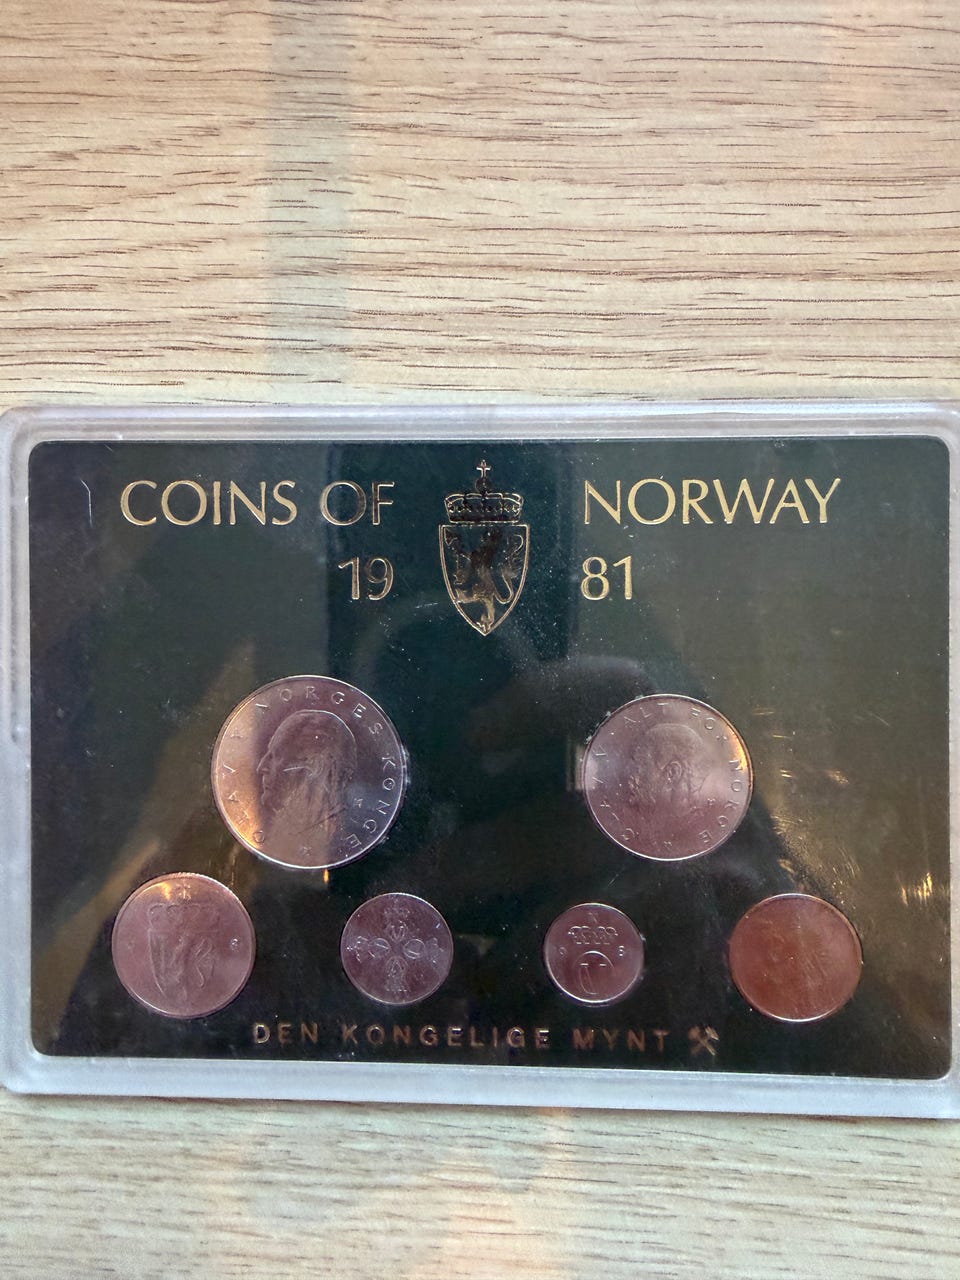 COINS OF NORWAY
19 81
OLAV V NORGES KONGE
OLAV V · ALT FOR NORGE
DEN KONGELIGE MYNT